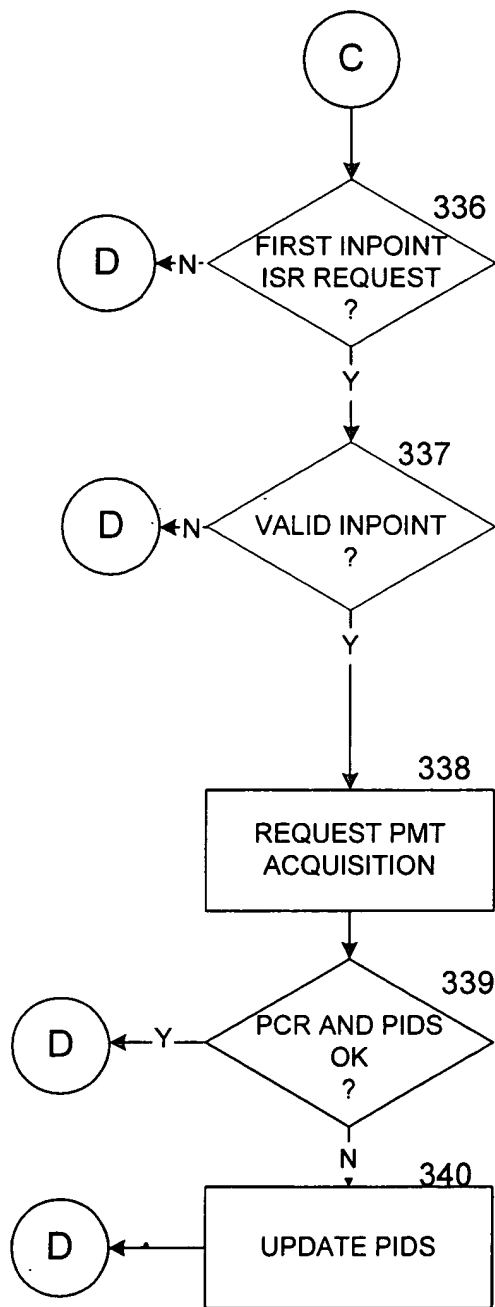 C
336
FIRST INPOINT
ISR REQUEST
?
D
N
Y
337
VALID INPOINT
?
D
N
Y
338
REQUEST PMT
ACQUISITION
339
PCR AND PIDS
OK
?
D
Y
N
340
UPDATE PIDS
D